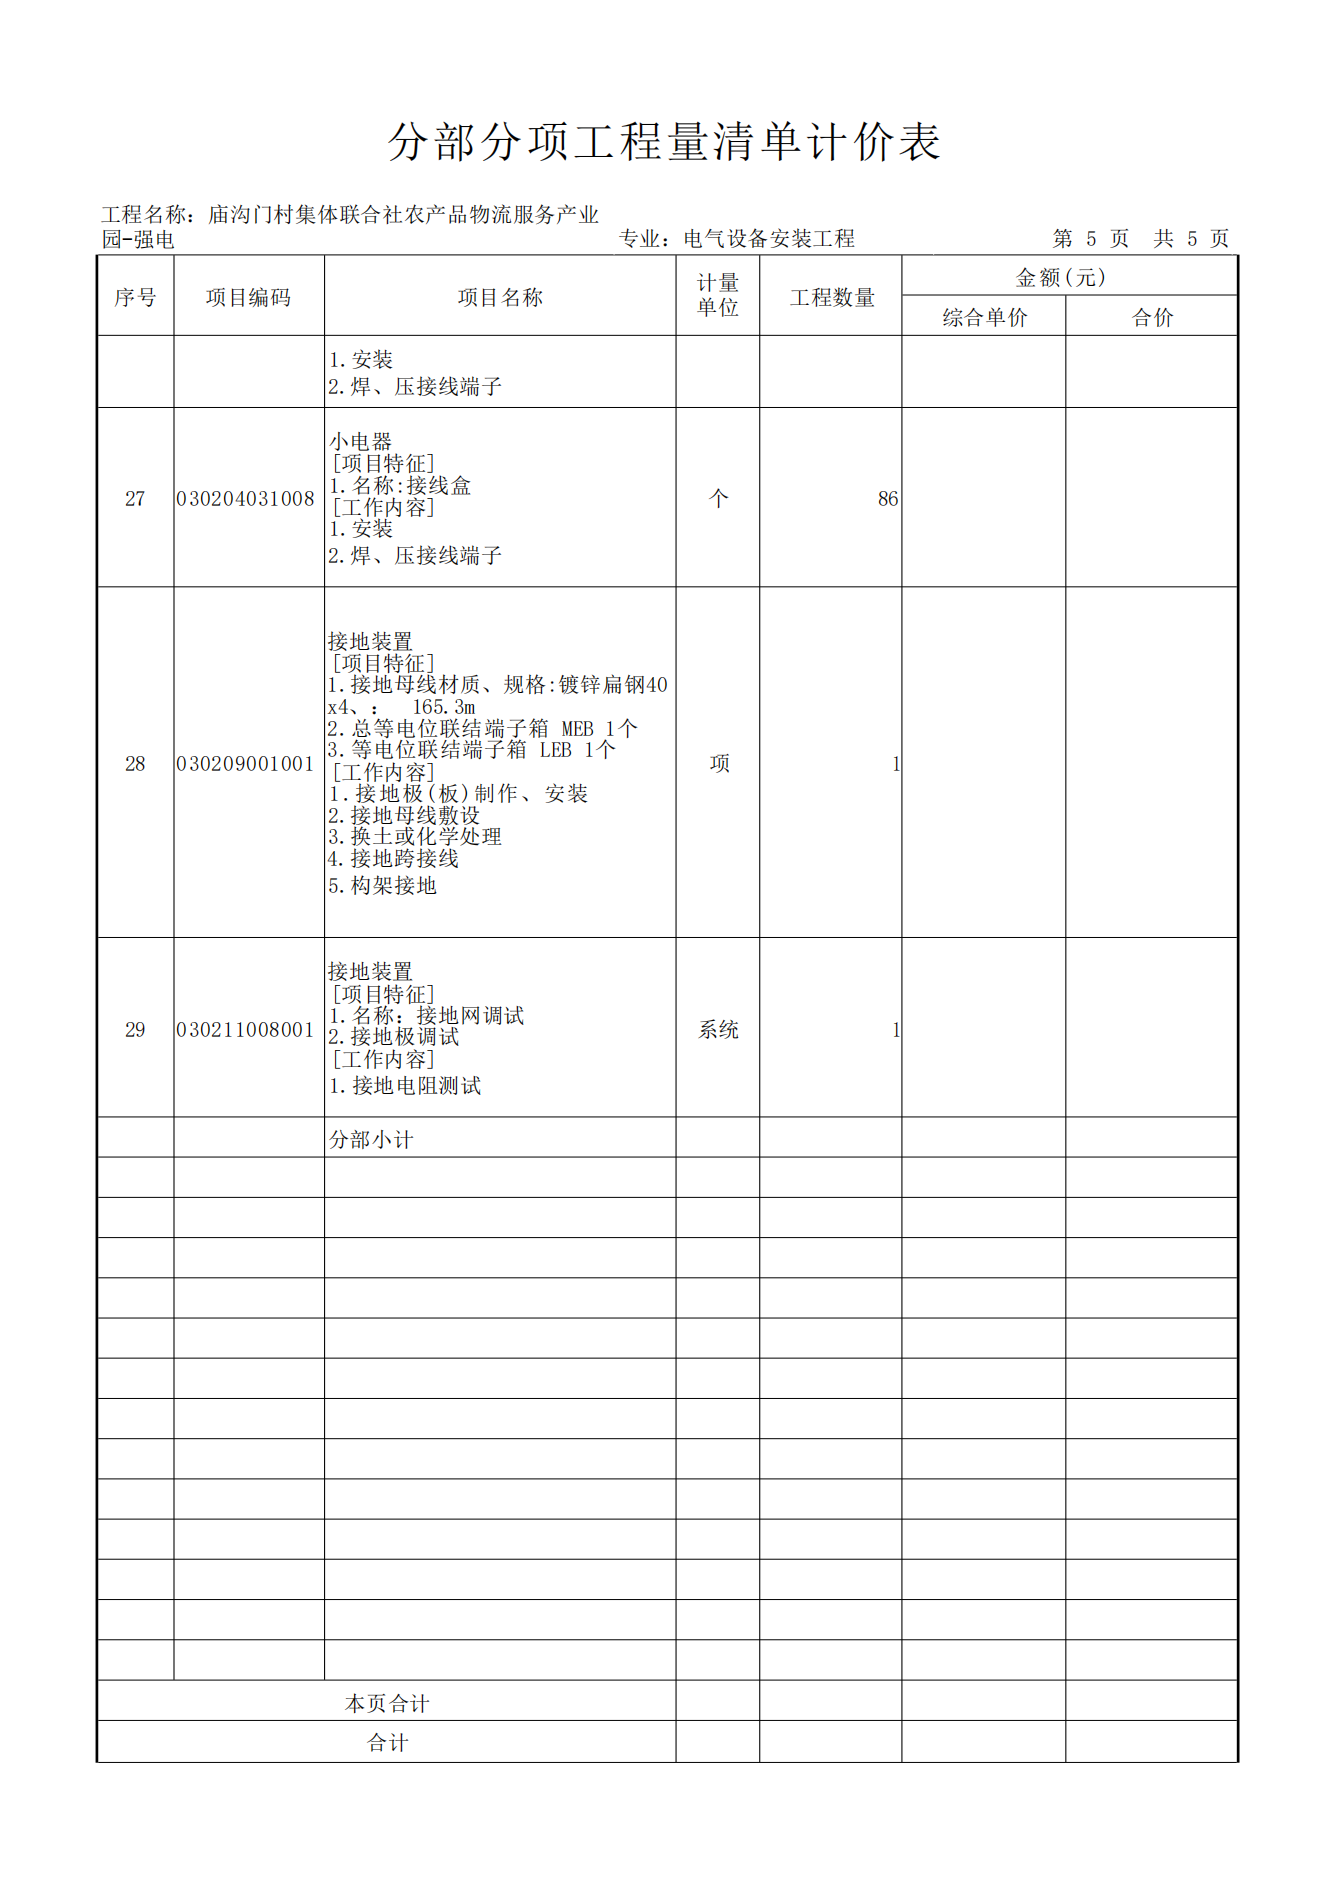 分部分项工程量清单计价表
工程名称：庙沟门村集体联合社农产品物流服务产业
园-强电
专业：电气设备安装工程
第 5 页 共 5 页
序号
项目编码
项目名称
计量
单位
工程数量
金额(元)
综合单价
合价
1.安装
2.焊、压接线端子
27
030204031008
小电器
[项目特征]
1.名称:接线盒
[工作内容]
1.安装
2.焊、压接线端子
个
86
28
030209001001
接地装置
[项目特征]
1.接地母线材质、规格:镀锌扁钢40
x4、： 165.3m
2.总等电位联结端子箱 MEB 1个
3.等电位联结端子箱 LEB 1个
[工作内容]
1.接地极(板)制作、安装
2.接地母线敷设
3.换土或化学处理
4.接地跨接线
5.构架接地
项
1
29
030211008001
接地装置
[项目特征]
1.名称：接地网调试
2.接地极调试
[工作内容]
1.接地电阻测试
系统
1
分部小计
本页合计
合计